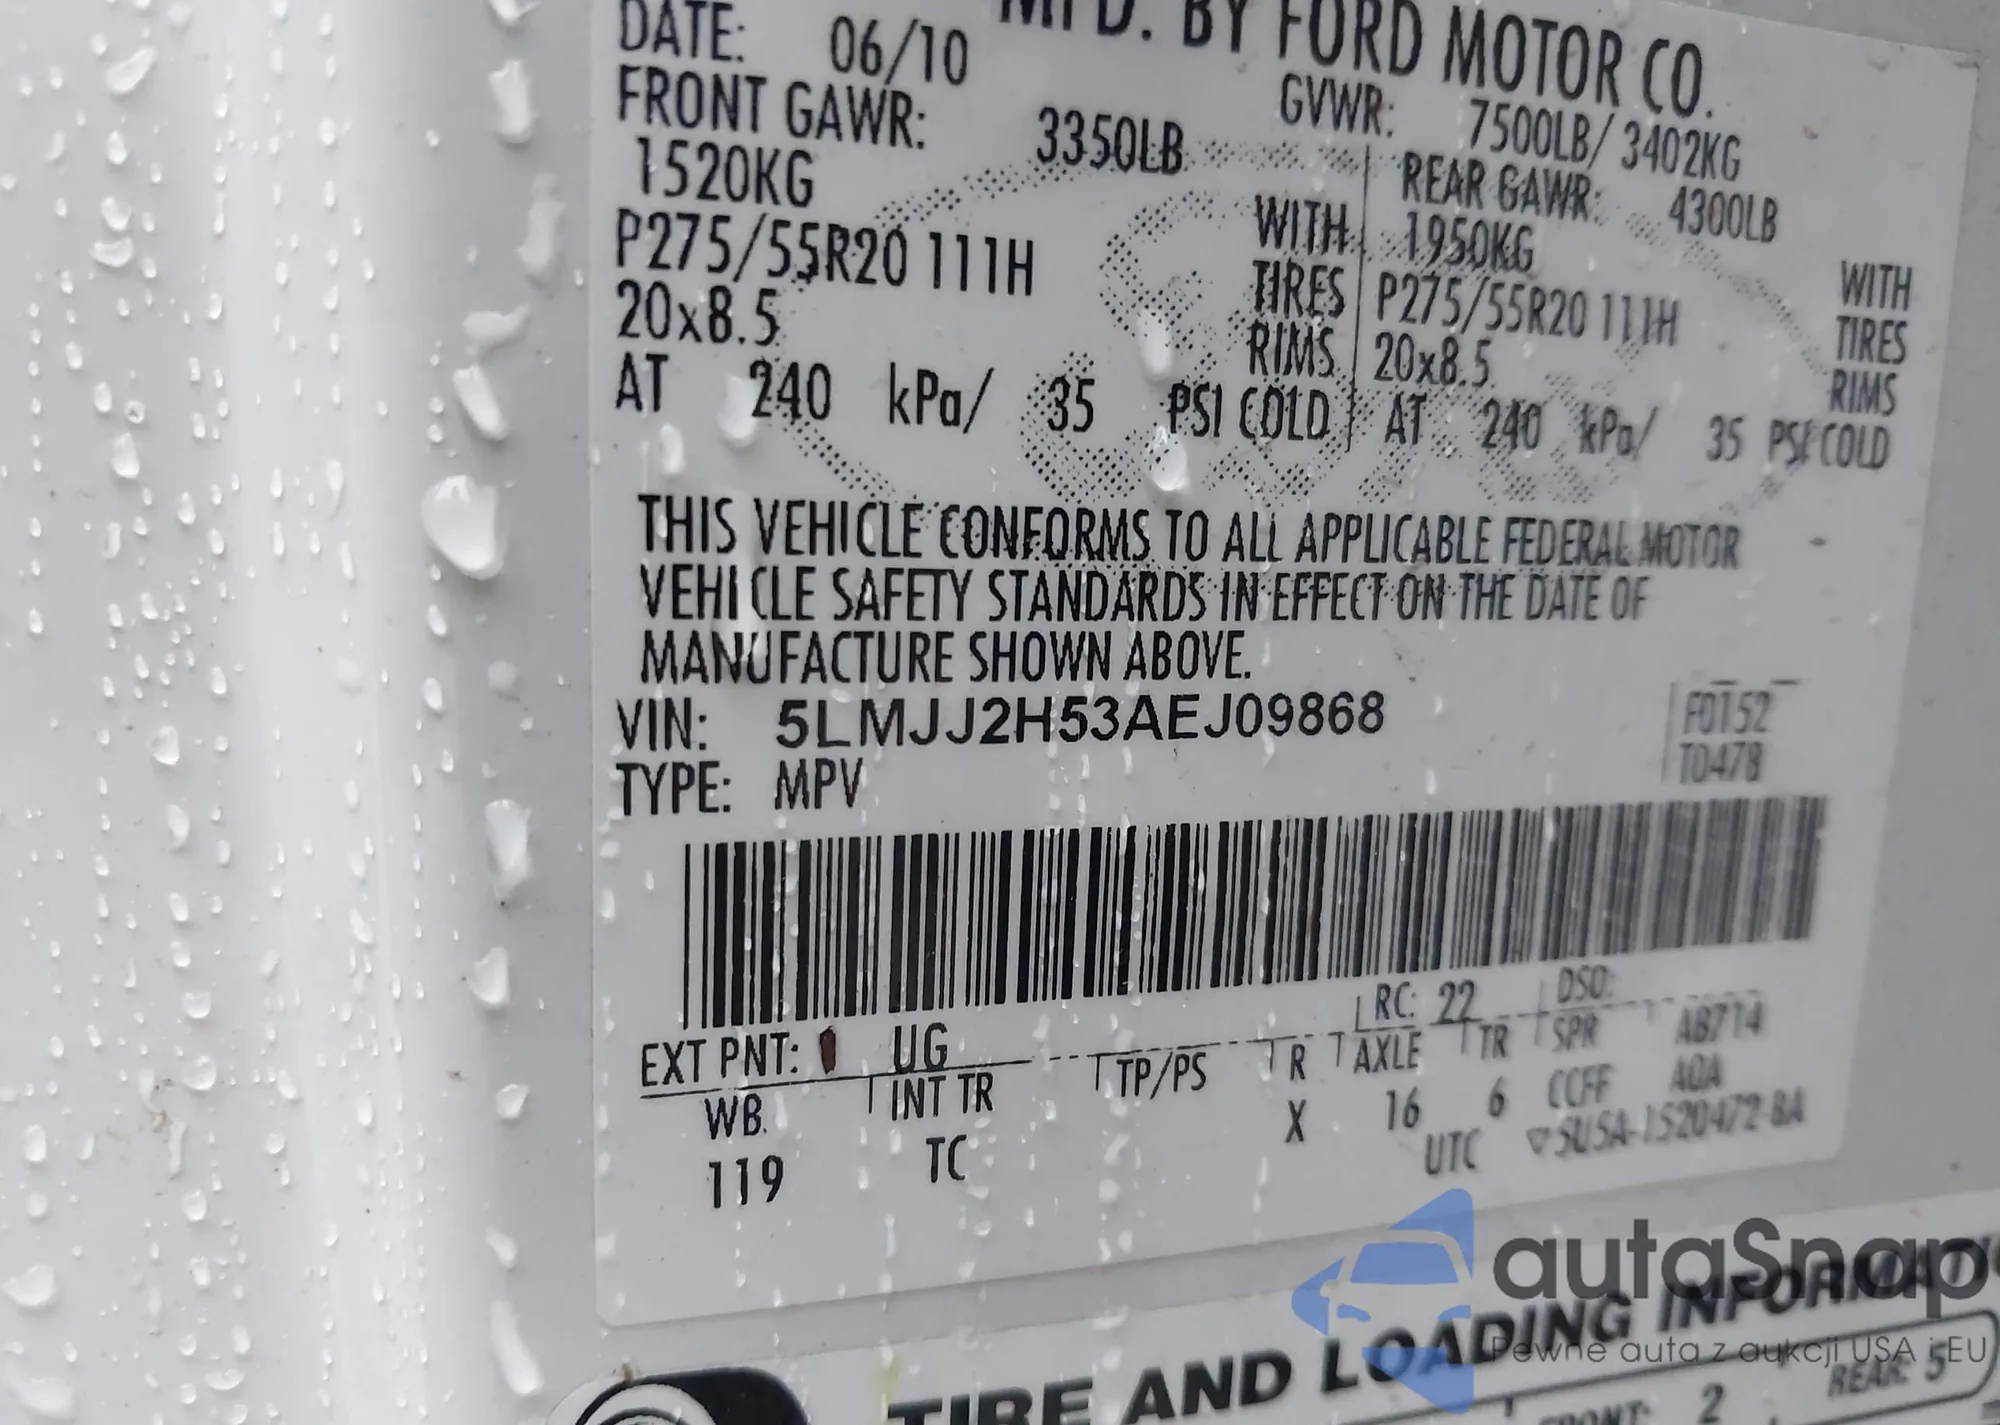 MFD. BY FORD MOTOR CO.
DATE: 06/10
GVWR: 7500LB/ 3402KG
FRONT GAWR: 3350LB
REAR GAWR: 4300LB
1520KG WITH
1950KG WITH
P275/55R20 111H TIRES
P275/55R20 111H TIRES
20x8.5 RIMS
20x8.5 RIMS
AT 240 kPa/ 35 PSI COLD
AT 240 kPa/ 35 PSI COLD
THIS VEHICLE CONFORMS TO ALL APPLICABLE FEDERAL MOTOR
VEHICLE SAFETY STANDARDS IN EFFECT ON THE DATE OF
MANUFACTURE SHOWN ABOVE.
VIN: 5LMJJ2H53AEJ09868
F0152
TYPE: MPV
T0478
EXT PNT: UG
RC: 22 DSO:
WB INT TR TP/PS R AXLE TR SPR AB714
119 TC X 16 6 CCFF AOA
UTC ▽SUSA-1520472-BA
autaSnap
Pewne auta z aukcji USA i EU
TIRE AND LOADING INFORMATIO
FRONT: 2 REAR: 5